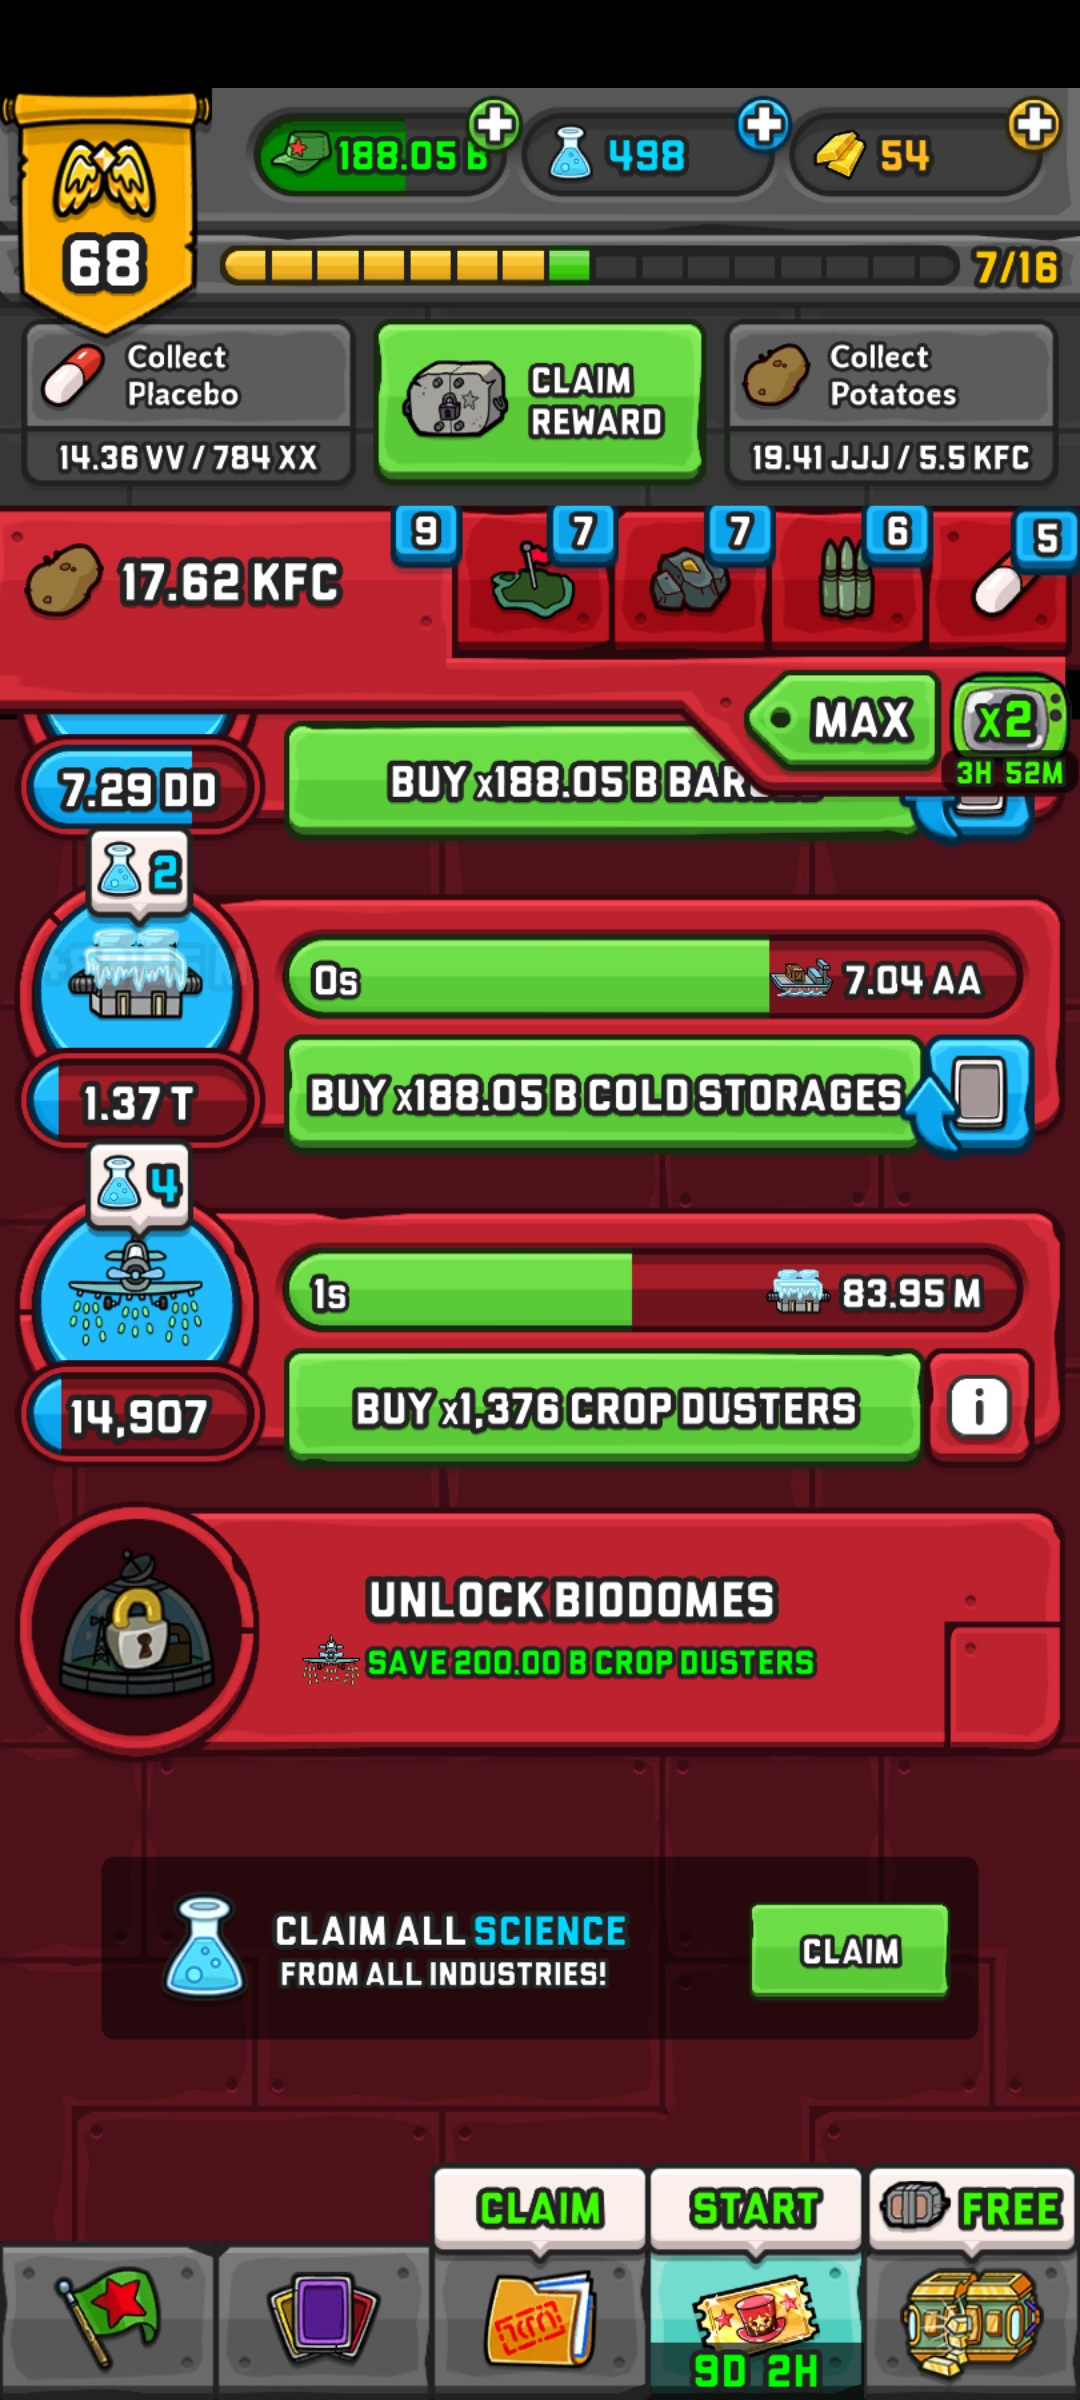 188.05 B
498
54
68
7/16
Collect
Placebo
14.36 VV / 784 XX
CLAIM
REWARD
Collect
Potatoes
19.41 JJJ / 5.5 KFC
17.62 KFC
9
7
7
6
5
MAX
x2
3H 52M
7.29 DD
BUY x188.05 B
2
0s
7.04 AA
1.37 T
BUY x188.05 B COLD STORAGES
4
1s
83.95 M
14,907
BUY x1,376 CROP DUSTERS
i
UNLOCK BIODOMES
SAVE 200.00 B CROP DUSTERS
CLAIM ALL SCIENCE
FROM ALL INDUSTRIES!
CLAIM
CLAIM
START
FREE
9D 2H